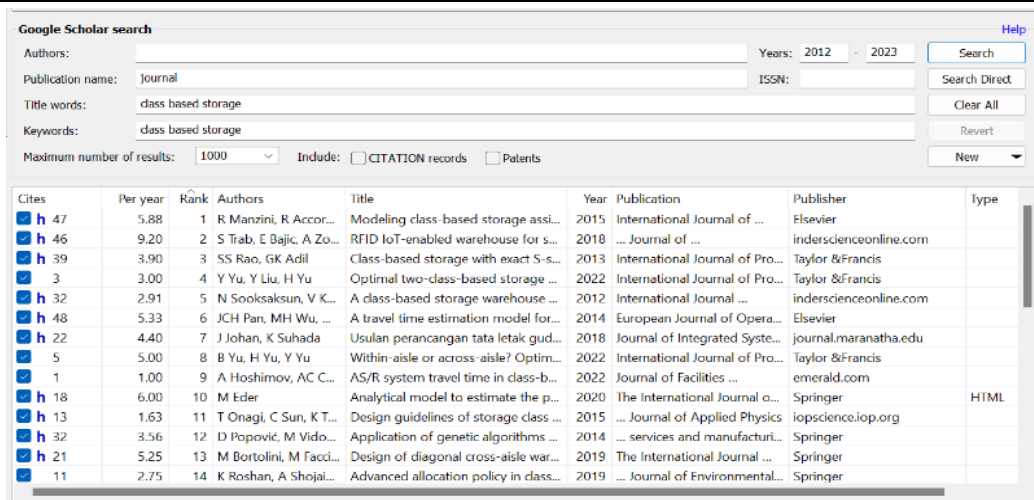 Google Scholar search Help
Authors: Years: 2012 - 2023 Search
Publication name: journal ISSN: Search Direct
Title words: class based storage Clear All
Keywords: class based storage Revert
Maximum number of results: 1000 Include: CITATION records Patents New
Cites Per year Rank Authors Title Year Publication Publisher Type
h 47 5.88 1 R Manzini, R Accor... Modeling class-based storage assi... 2015 International Journal of ... Elsevier
h 46 9.20 2 S Trab, E Bajic, A Zo... RFID IoT-enabled warehouse for s... 2018 ... Journal of ... inderscienceonline.com
h 39 3.90 3 SS Rao, GK Adil Class-based storage with exact S-s... 2013 International Journal of Pro... Taylor &Francis
3 3.00 4 Y Yu, Y Liu, H Yu Optimal two-class-based storage ... 2022 International Journal of Pro... Taylor &Francis
h 32 2.91 5 N Sooksaksun, V K... A class-based storage warehouse ... 2012 International Journal ... inderscienceonline.com
h 48 5.33 6 JCH Pan, MH Wu, ... A travel time estimation model for... 2014 European Journal of Opera... Elsevier
h 22 4.40 7 J Johan, K Suhada Usulan perancangan tata letak gud... 2018 Journal of Integrated Syste... journal.maranatha.edu
5 5.00 8 B Yu, H Yu, Y Yu Within-aisle or across-aisle? Optim... 2022 International Journal of Pro... Taylor &Francis
1 1.00 9 A Hoshimov, AC C... AS/R system travel time in class-b... 2022 Journal of Facilities ... emerald.com
h 18 6.00 10 M Eder Analytical model to estimate the p... 2020 The International Journal o... Springer HTML
h 13 1.63 11 T Onagi, C Sun, K T... Design guidelines of storage class ... 2015 ... Journal of Applied Physics iopscience.iop.org
h 32 3.56 12 D Popović, M Vido... Application of genetic algorithms ... 2014 ... services and manufacturi... Springer
h 21 5.25 13 M Bortolini, M Facci... Design of diagonal cross-aisle war... 2019 The International Journal ... Springer
11 2.75 14 K Roshan, A Shojai... Advanced allocation policy in class... 2019 ... Journal of Environmental... Springer